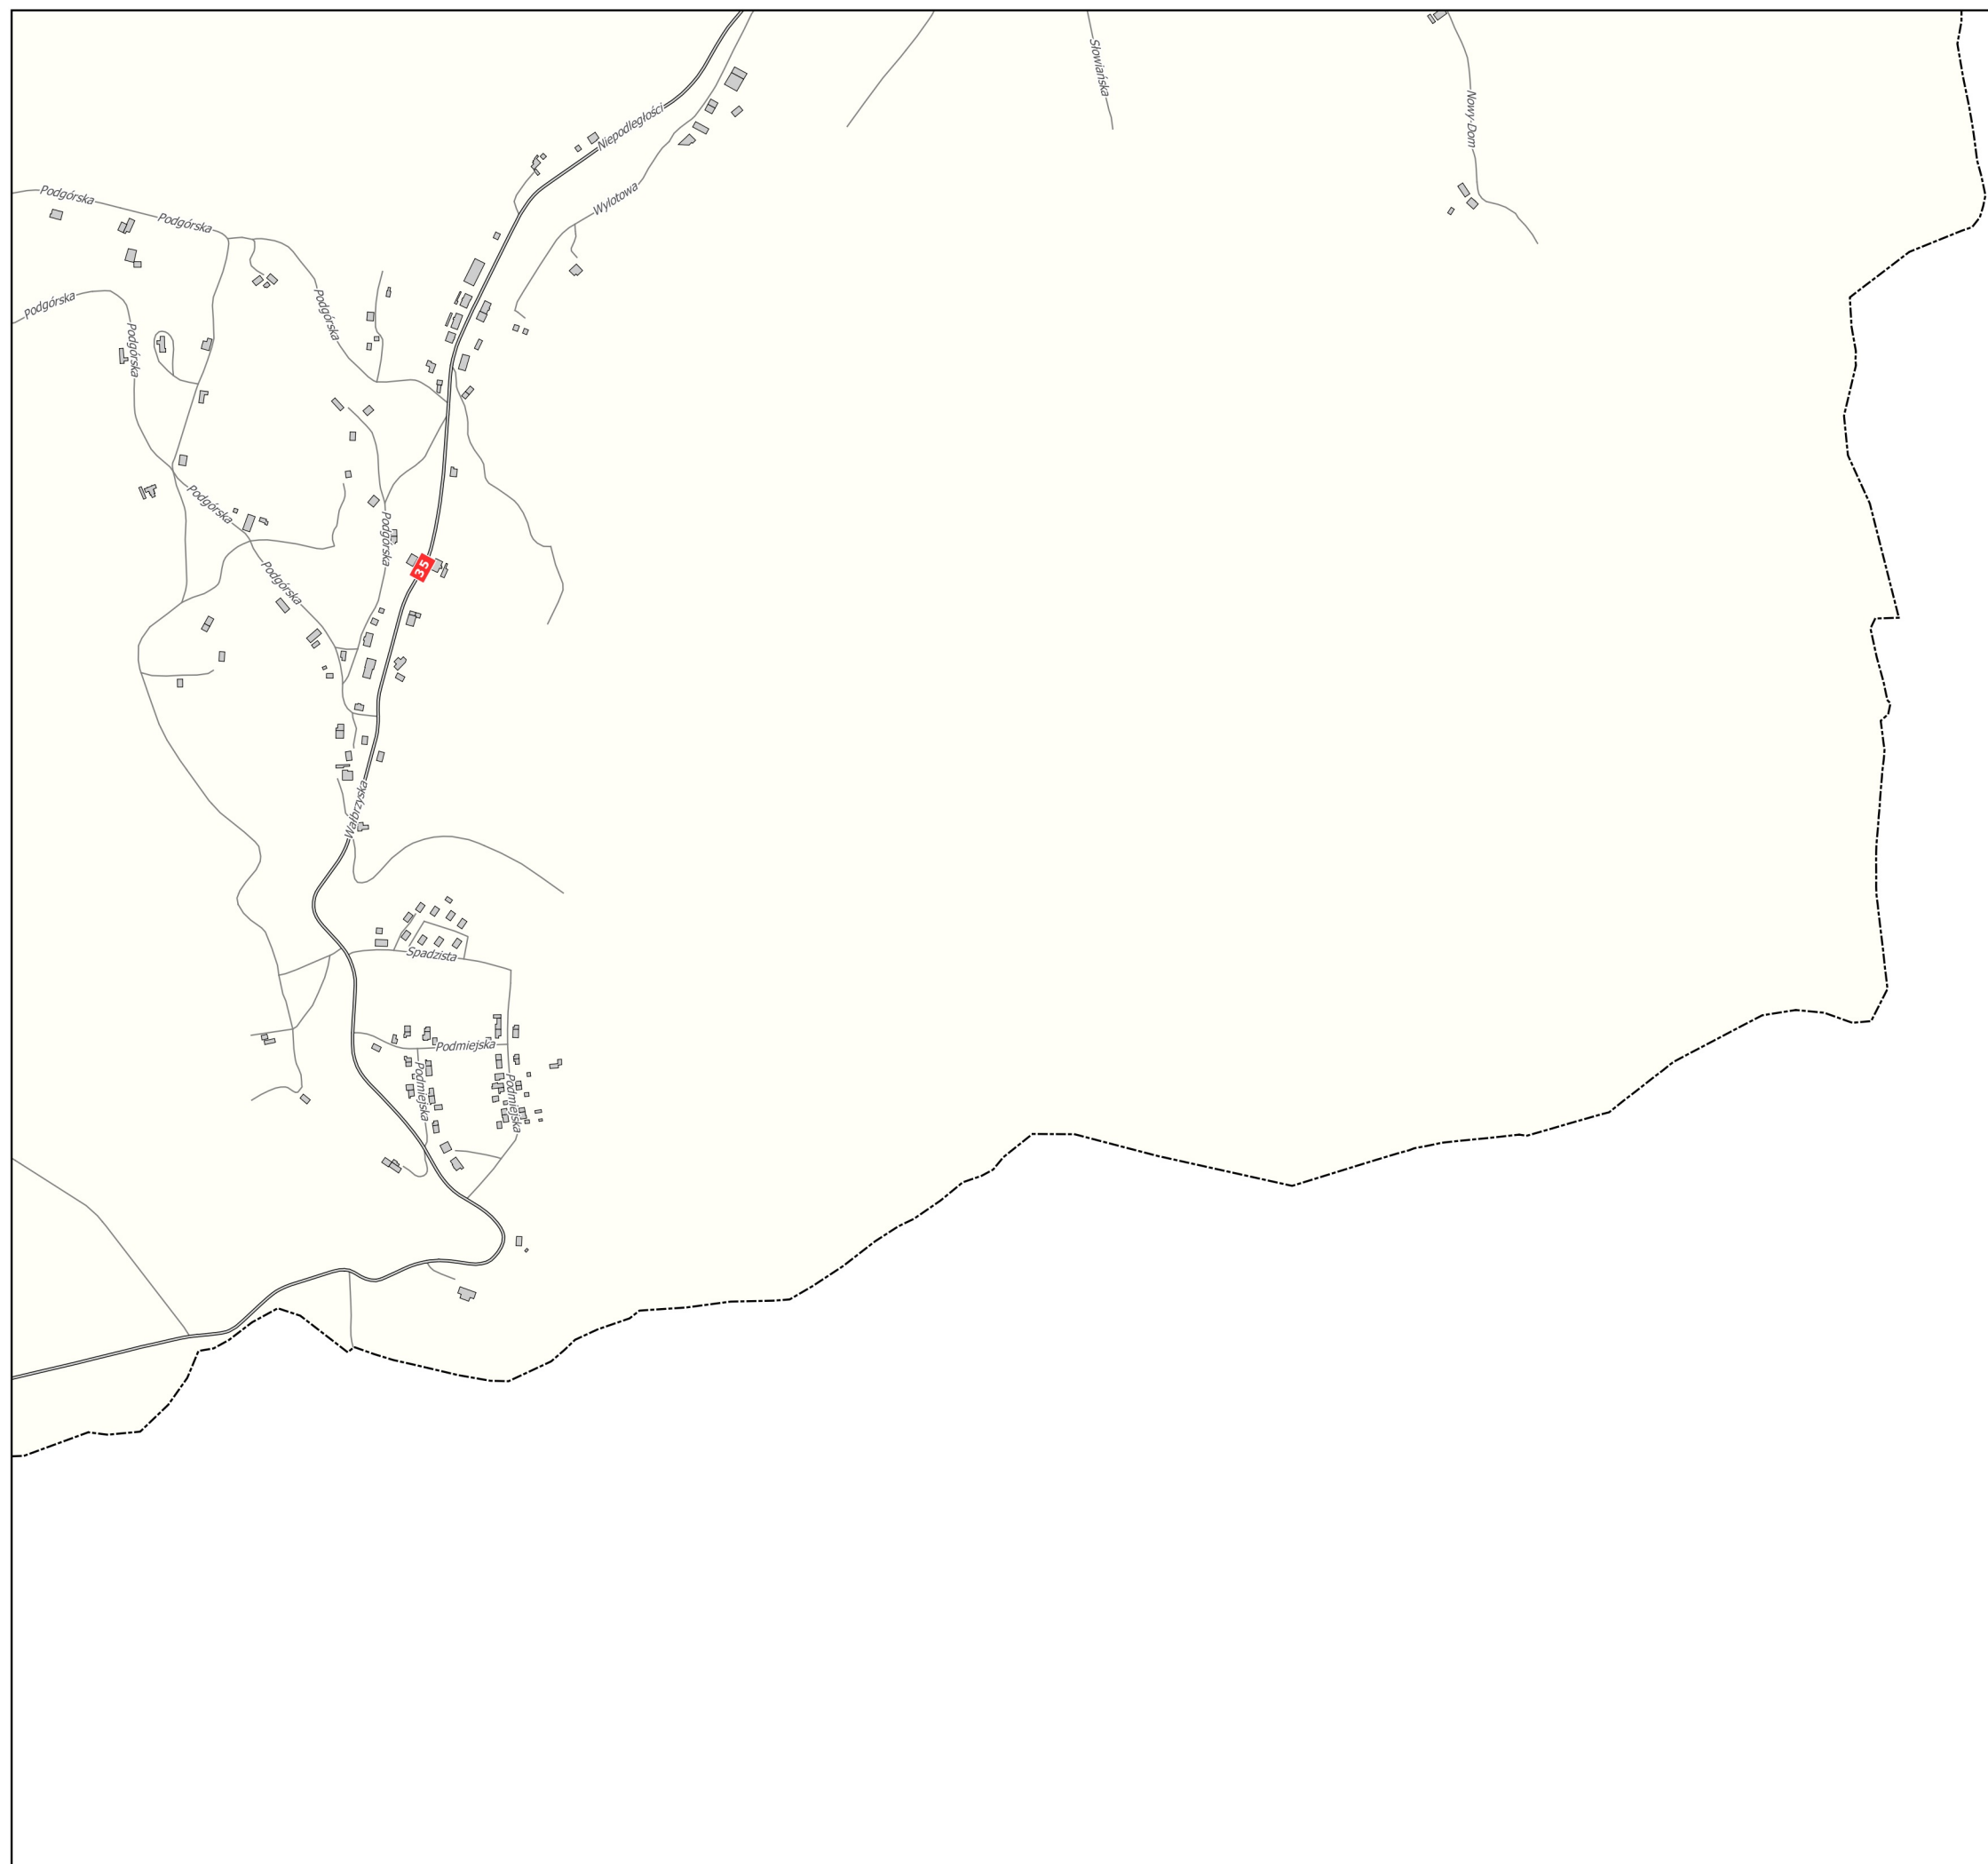 Słowiańska
Nowy-Dom
Niepodległości
Wylotowa
Podgórska
Podgórska
Podgórska
Podgórska
Podgórska
Podgórska
Podgórska
Podgórska
35
Wałbrzyska
Spadzista
Podmiejska
Podmiejska
Podmiejska